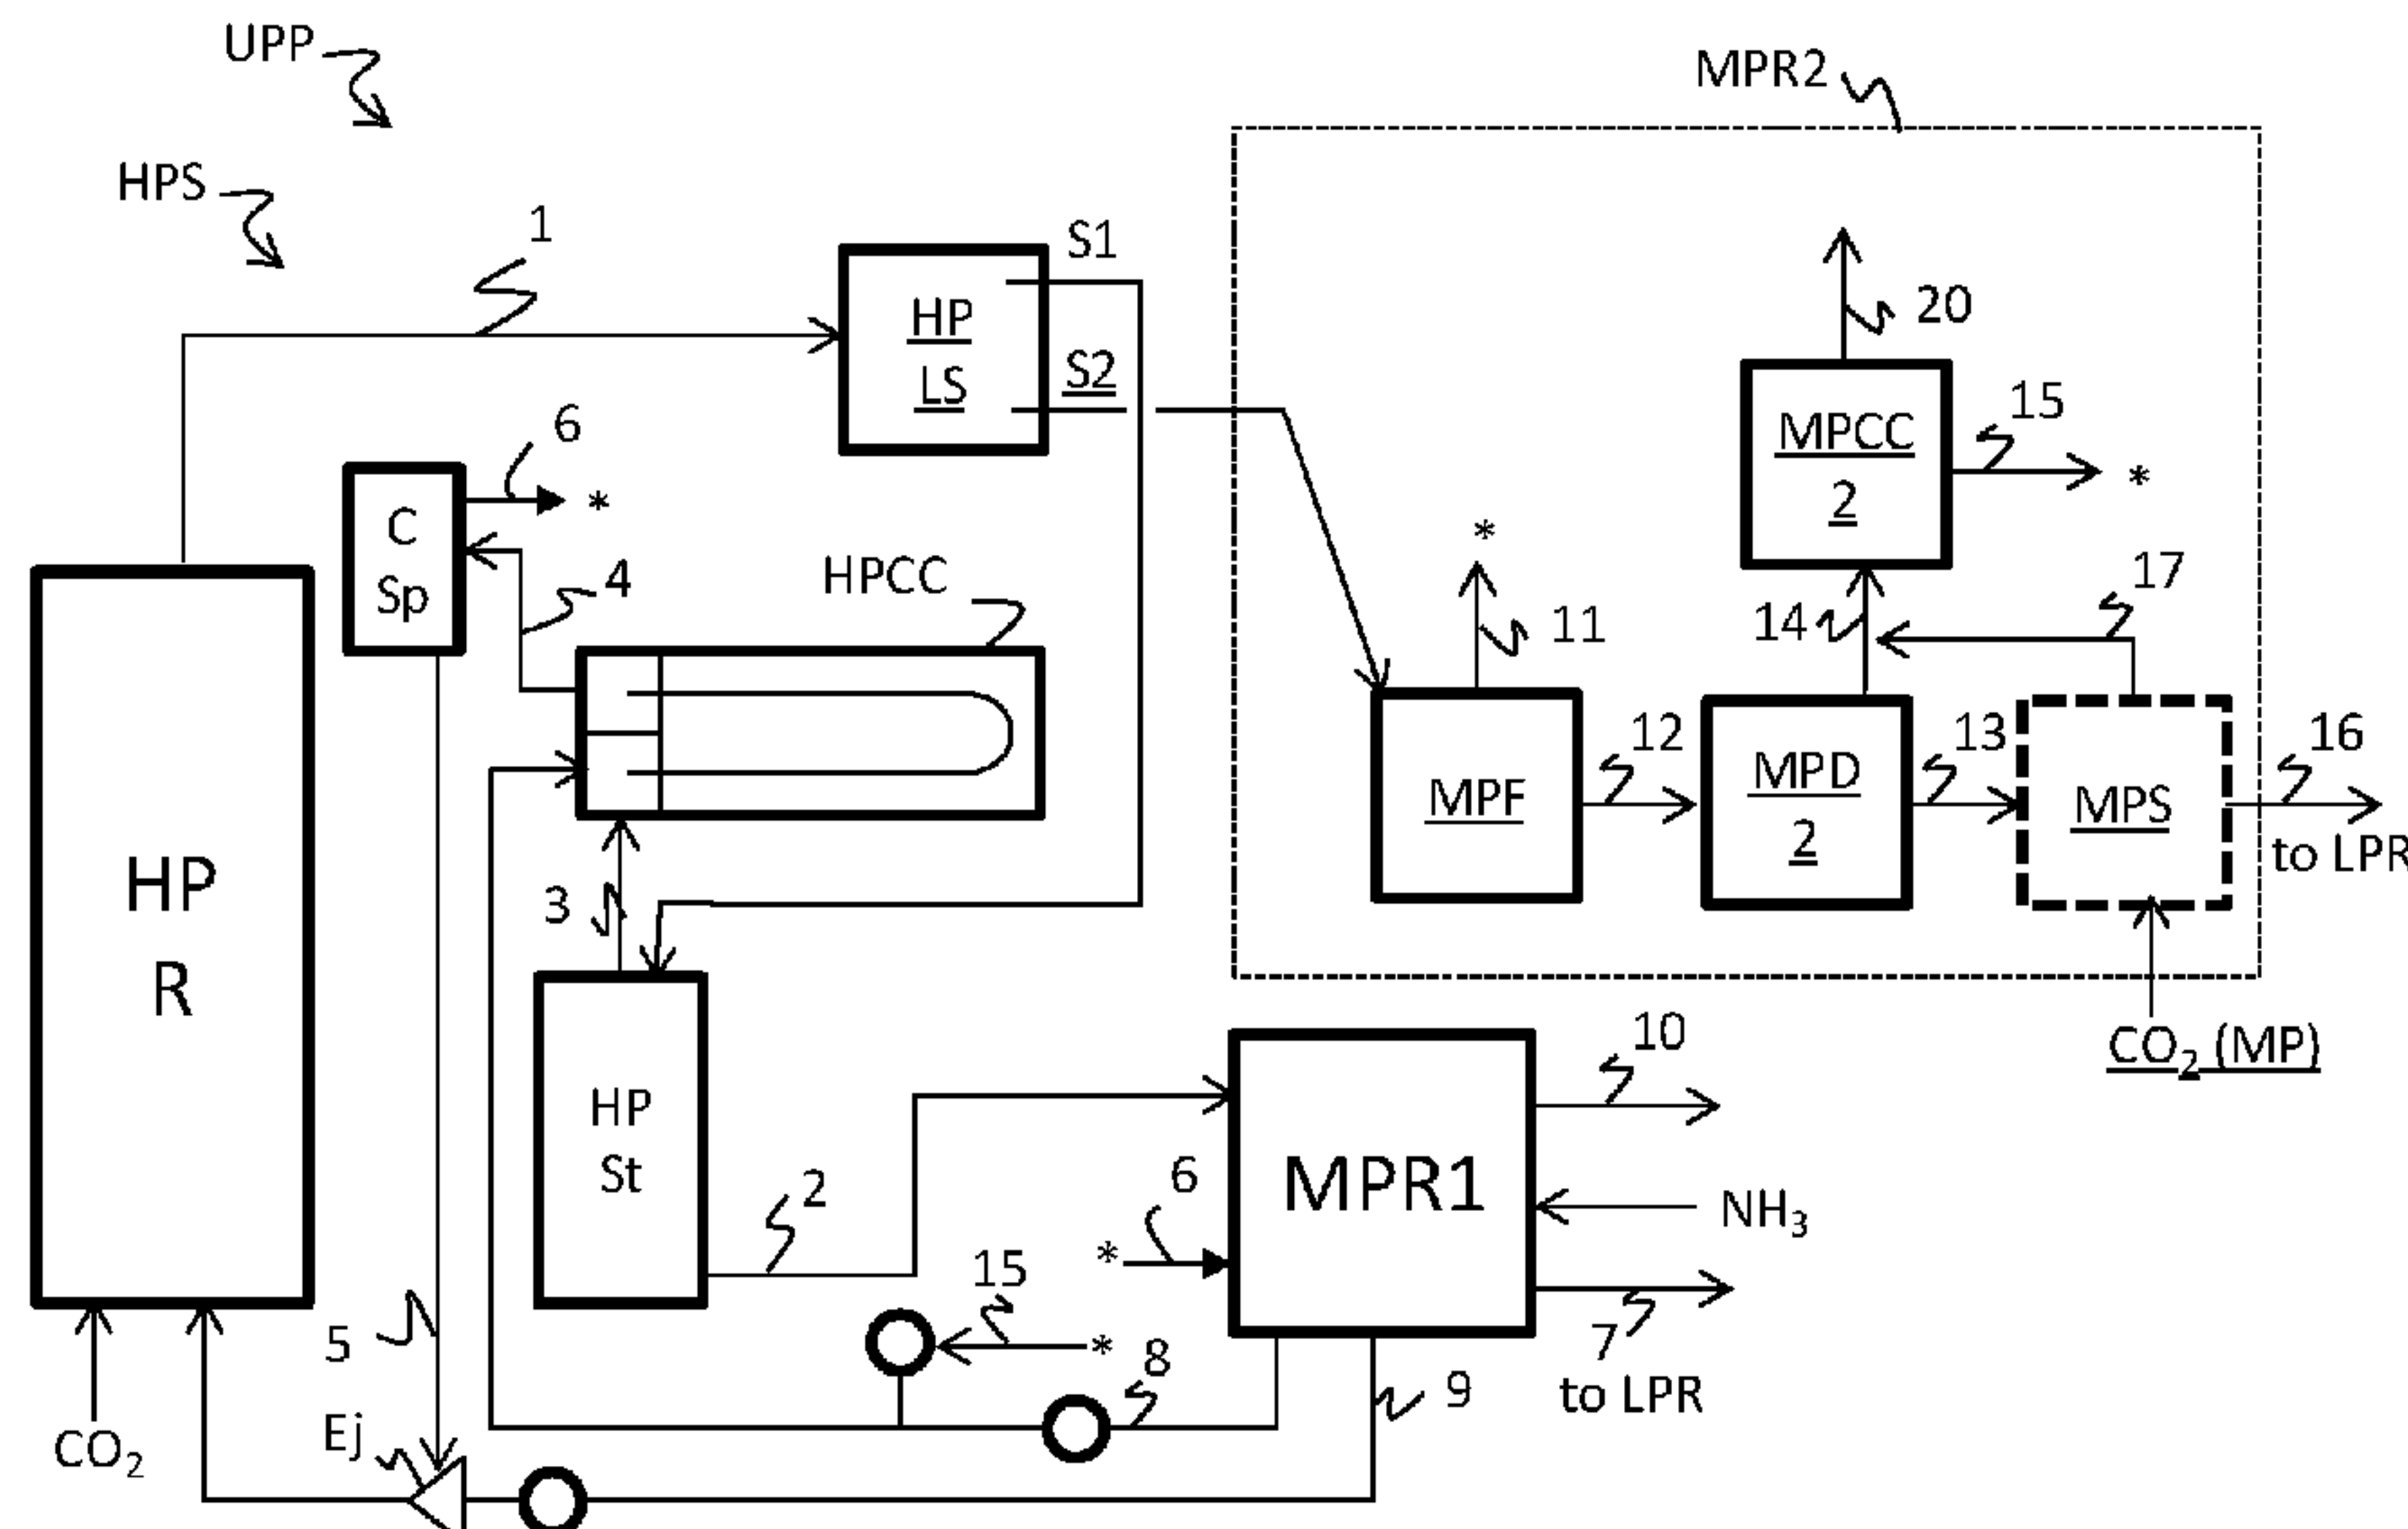 UPP
MPR2
HPS
1
S1
HP
LS
S2
20
6
*
C
Sp
MPCC
2
15
*
4
HPCC
*
11
14
17
MPF
12
MPD
2
13
MPS
16
to LPR
HP
R
3
HP
St
2
10
CO₂ (MP)
MPR1
6
*
NH₃
15
*
8
5
7
to LPR
9
Ej
CO₂